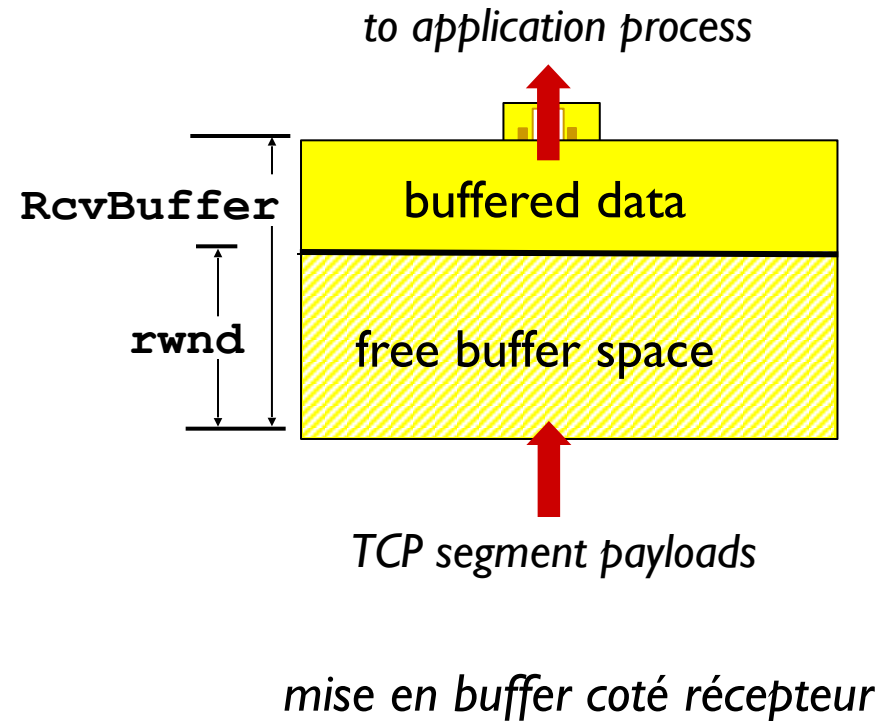 to application process
RcvBuffer
buffered data
rwnd
free buffer space
TCP segment payloads
mise en buffer coté récepteur